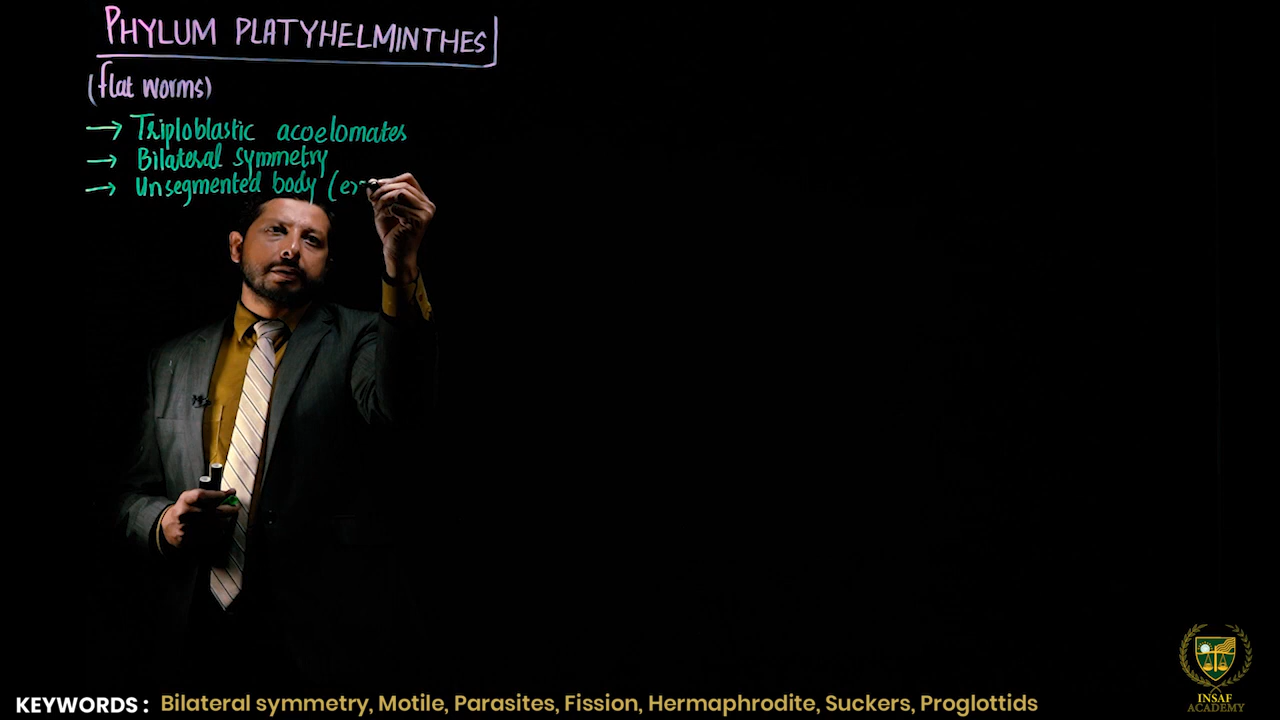 PHYLUM PLATYHELMINTHES
(flat worms)
→ Triploblastic acoelomates
→ Bilateral symmetry
→ Unsegmented body (ex
KEYWORDS : Bilateral symmetry, Motile, Parasites, Fission, Hermaphrodite, Suckers, Proglottids
INSAF
ACADEMY